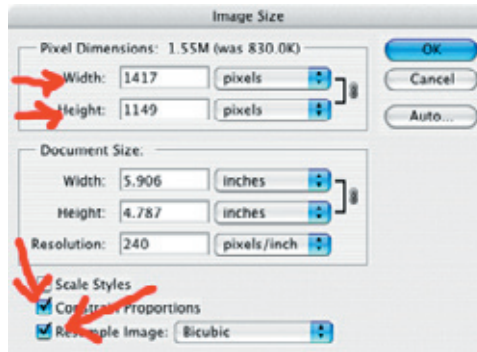 Image Size
Pixel Dimensions: 1.55M (was 830.0K)
OK
Width: 1417 pixels
Cancel
Height: 1149 pixels
Auto...
Document Size:
Width: 5.906 inches
Height: 4.787 inches
Resolution: 240 pixels/inch
Scale Styles
Constrain Proportions
Resample Image: Bicubic